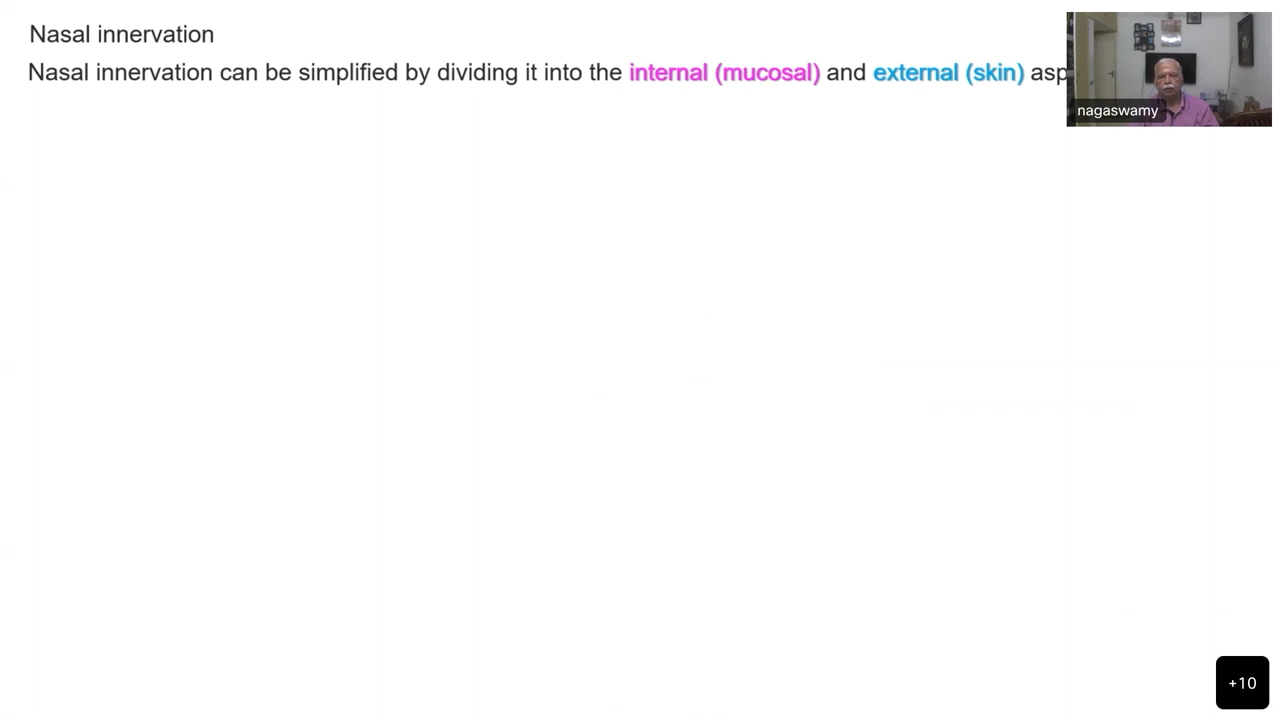 Nasal innervation
Nasal innervation can be simplified by dividing it into the internal (mucosal) and external (skin) asp
nagaswamy
+10